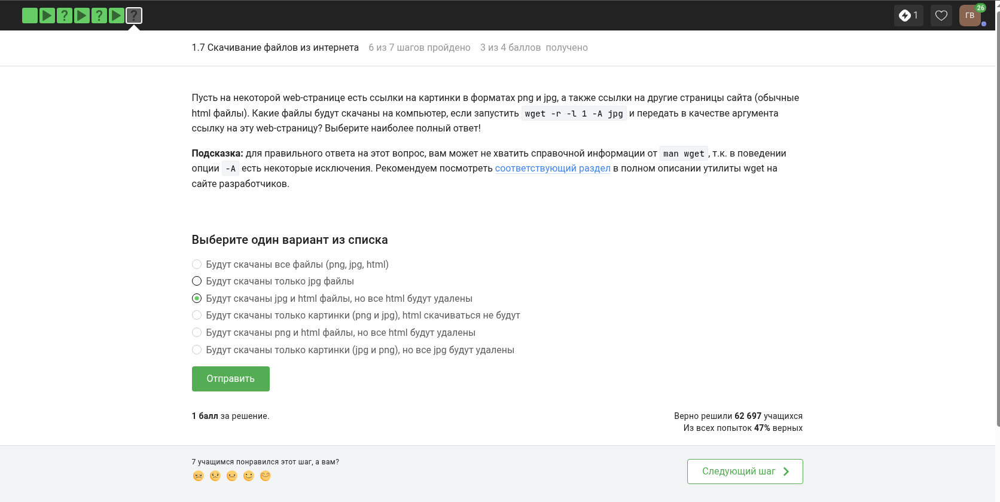 ? ? ?
1
ГВ
26
1.7 Скачивание файлов из интернета 6 из 7 шагов пройдено 3 из 4 баллов получено
Пусть на некоторой web-странице есть ссылки на картинки в форматах png и jpg, а также ссылки на другие страницы сайта (обычные
html файлы). Какие файлы будут скачаны на компьютер, если запустить wget -r -l 1 -A jpg и передать в качестве аргумента
ссылку на эту web-страницу? Выберите наиболее полный ответ!
Подсказка: для правильного ответа на этот вопрос, вам может не хватить справочной информации от man wget, т.к. в поведении
опции -A есть некоторые исключения. Рекомендуем посмотреть соответствующий раздел в полном описании утилиты wget на
сайте разработчиков.
Выберите один вариант из списка
Будут скачаны все файлы (png, jpg, html)
Будут скачаны только jpg файлы
Будут скачаны jpg и html файлы, но все html будут удалены
Будут скачаны только картинки (png и jpg), html скачиваться не будут
Будут скачаны png и html файлы, но все html будут удалены
Будут скачаны только картинки (jpg и png), но все jpg будут удалены
Отправить
1 балл за решение.
Верно решили 62 697 учащихся
Из всех попыток 47% верных
7 учащимся понравился этот шаг, а вам?
Следующий шаг